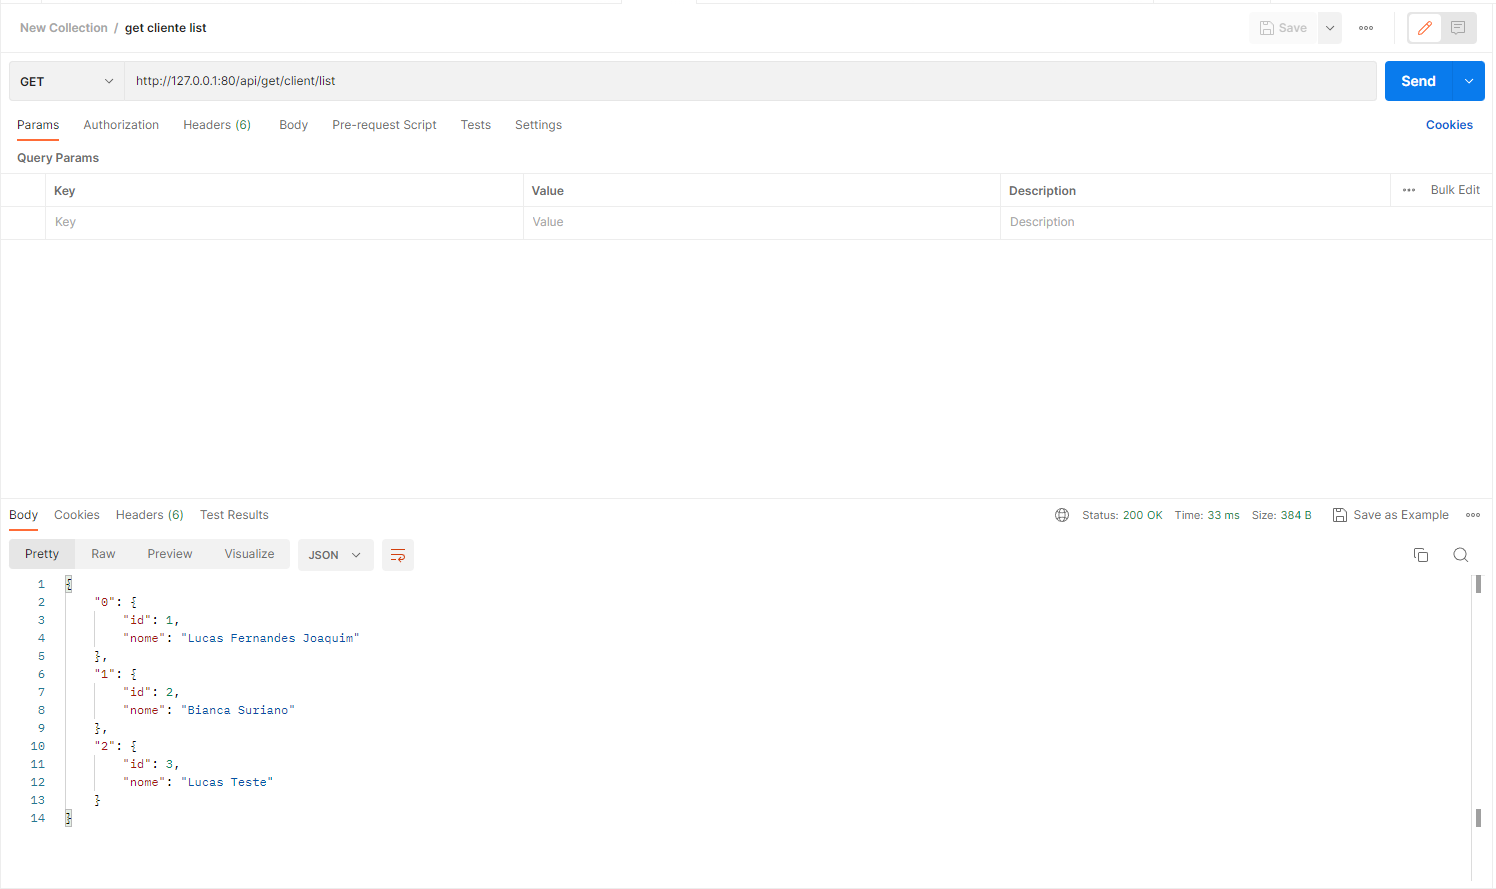 New Collection / get cliente list
Save
GET http://127.0.0.1:80/api/get/client/list Send
Params Authorization Headers (6) Body Pre-request Script Tests Settings Cookies
Query Params
Key Value Description Bulk Edit
Key Value Description
Body Cookies Headers (6) Test Results Status: 200 OK Time: 33 ms Size: 384 B Save as Example
Pretty Raw Preview Visualize JSON
1 {
2 "0": {
3 "id": 1,
4 "nome": "Lucas Fernandes Joaquim"
5 },
6 "1": {
7 "id": 2,
8 "nome": "Bianca Suriano"
9 },
10 "2": {
11 "id": 3,
12 "nome": "Lucas Teste"
13 }
14 }